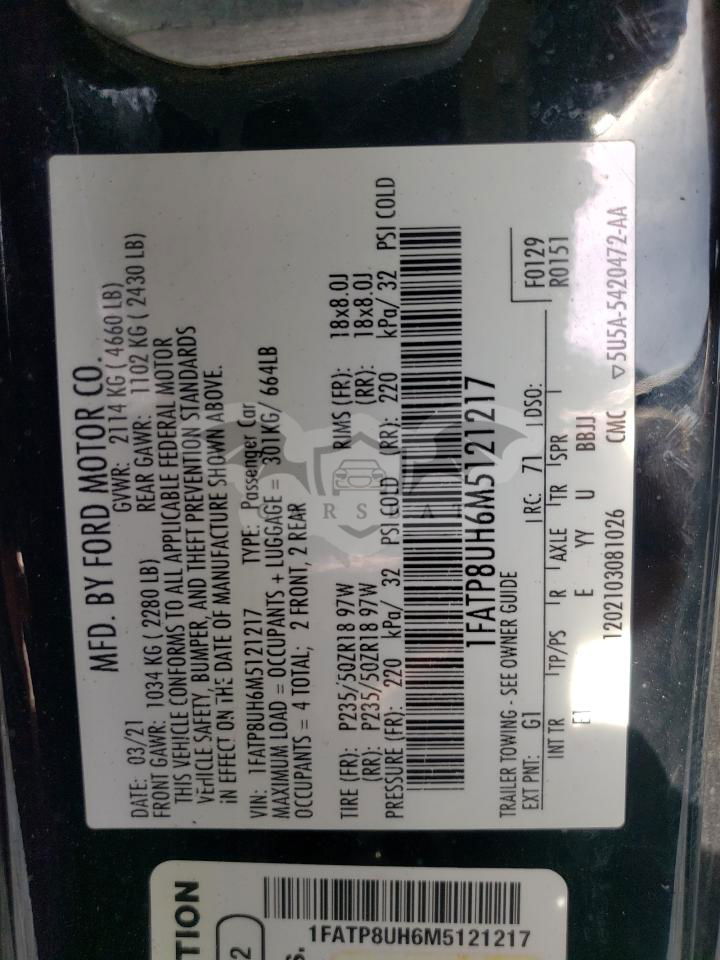 MFD. BY FORD MOTOR CO.
DATE: 03/21 GVWR: 2114 KG ( 4660 LB)
FRONT GAWR: 1034 KG ( 2280 LB) REAR GAWR: 1102 KG ( 2430 LB)
THIS VEHICLE CONFORMS TO ALL APPLICABLE FEDERAL MOTOR
VEHICLE SAFETY, BUMPER, AND THEFT PREVENTION STANDARDS
IN EFFECT ON THE DATE OF MANUFACTURE SHOWN ABOVE.
VIN: 1FATP8UH6M5121217 TYPE: Passenger Car
MAXIMUM LOAD = OCCUPANTS + LUGGAGE = 301KG/ 664LB
OCCUPANTS = 4 TOTAL; 2 FRONT, 2 REAR
TIRE (FR): P235/50ZR18 97W RIMS (FR): 18x8.0J
(RR): P235/50ZR18 97W (RR): 18x8.0J
PRESSURE (FR): 220 kPa/ 32 PSI COLD (RR): 220 kPa/ 32 PSI COLD
1FATP8UH6M5121217
TRAILER TOWING - SEE OWNER GUIDE
EXT PNT: G1 RC: 71 DSO: F0129
R0151
INT TR TP/PS R AXLE TR SPR
E1 E YY U BBJJ
1202103081026 CMC ▽5U5A-5420472-AA
TION
2
S.
1FATP8UH6M5121217